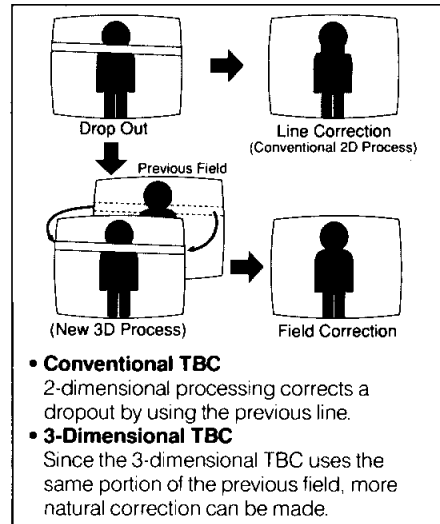 Drop Out
Line Correction
(Conventional 2D Process)
Previous Field
(New 3D Process)
Field Correction
• Conventional TBC
2-dimensional processing corrects a
dropout by using the previous line.
• 3-Dimensional TBC
Since the 3-dimensional TBC uses the
same portion of the previous field, more
natural correction can be made.